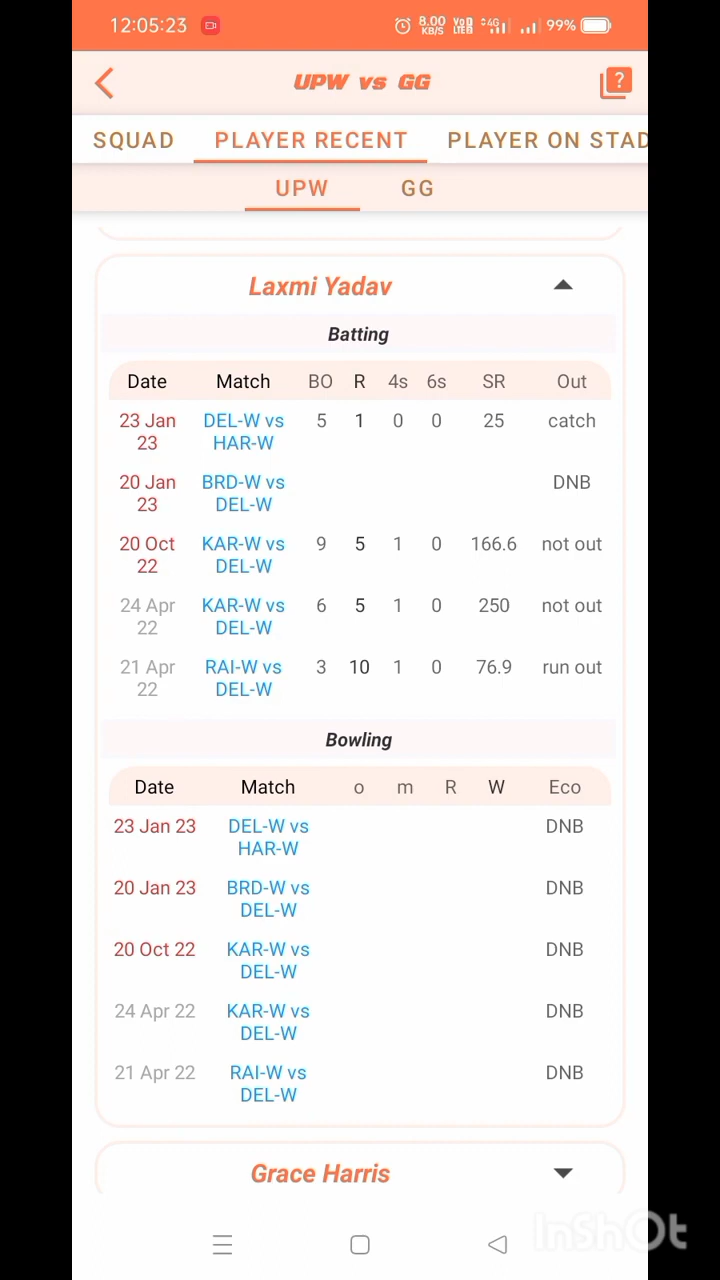 12:05:23 8.00 KB/S VoD LTE 4G 99%
UPW vs GG
SQUAD PLAYER RECENT PLAYER ON STAD
UPW GG
Laxmi Yadav
Batting
Date Match BO R 4s 6s SR Out
23 Jan 23 DEL-W vs HAR-W 5 1 0 0 25 catch
20 Jan 23 BRD-W vs DEL-W DNB
20 Oct 22 KAR-W vs DEL-W 9 5 1 0 166.6 not out
24 Apr 22 KAR-W vs DEL-W 6 5 1 0 250 not out
21 Apr 22 RAI-W vs DEL-W 3 10 1 0 76.9 run out
Bowling
Date Match o m R W Eco
23 Jan 23 DEL-W vs HAR-W DNB
20 Jan 23 BRD-W vs DEL-W DNB
20 Oct 22 KAR-W vs DEL-W DNB
24 Apr 22 KAR-W vs DEL-W DNB
21 Apr 22 RAI-W vs DEL-W DNB
Grace Harris
InShOt